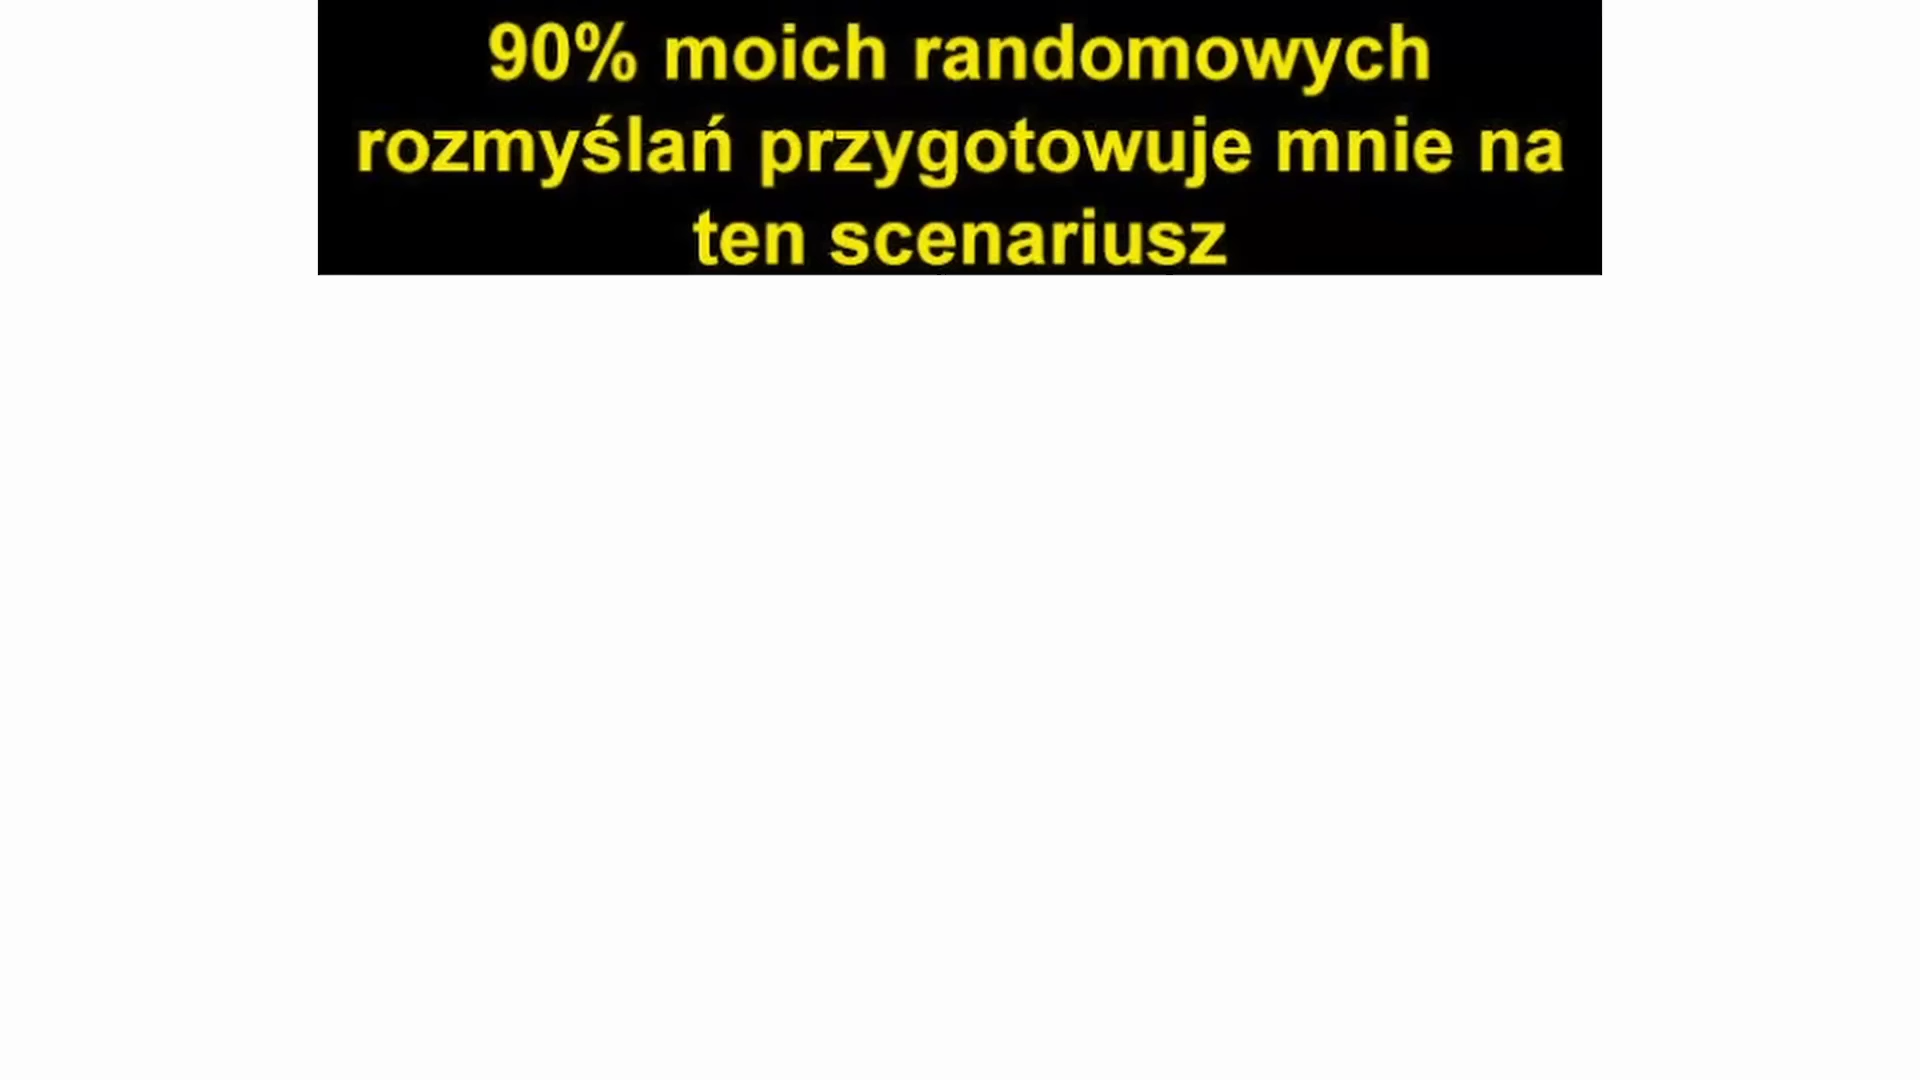 90% moich randomowych
rozmyślań przygotowuje mnie na
ten scenariusz